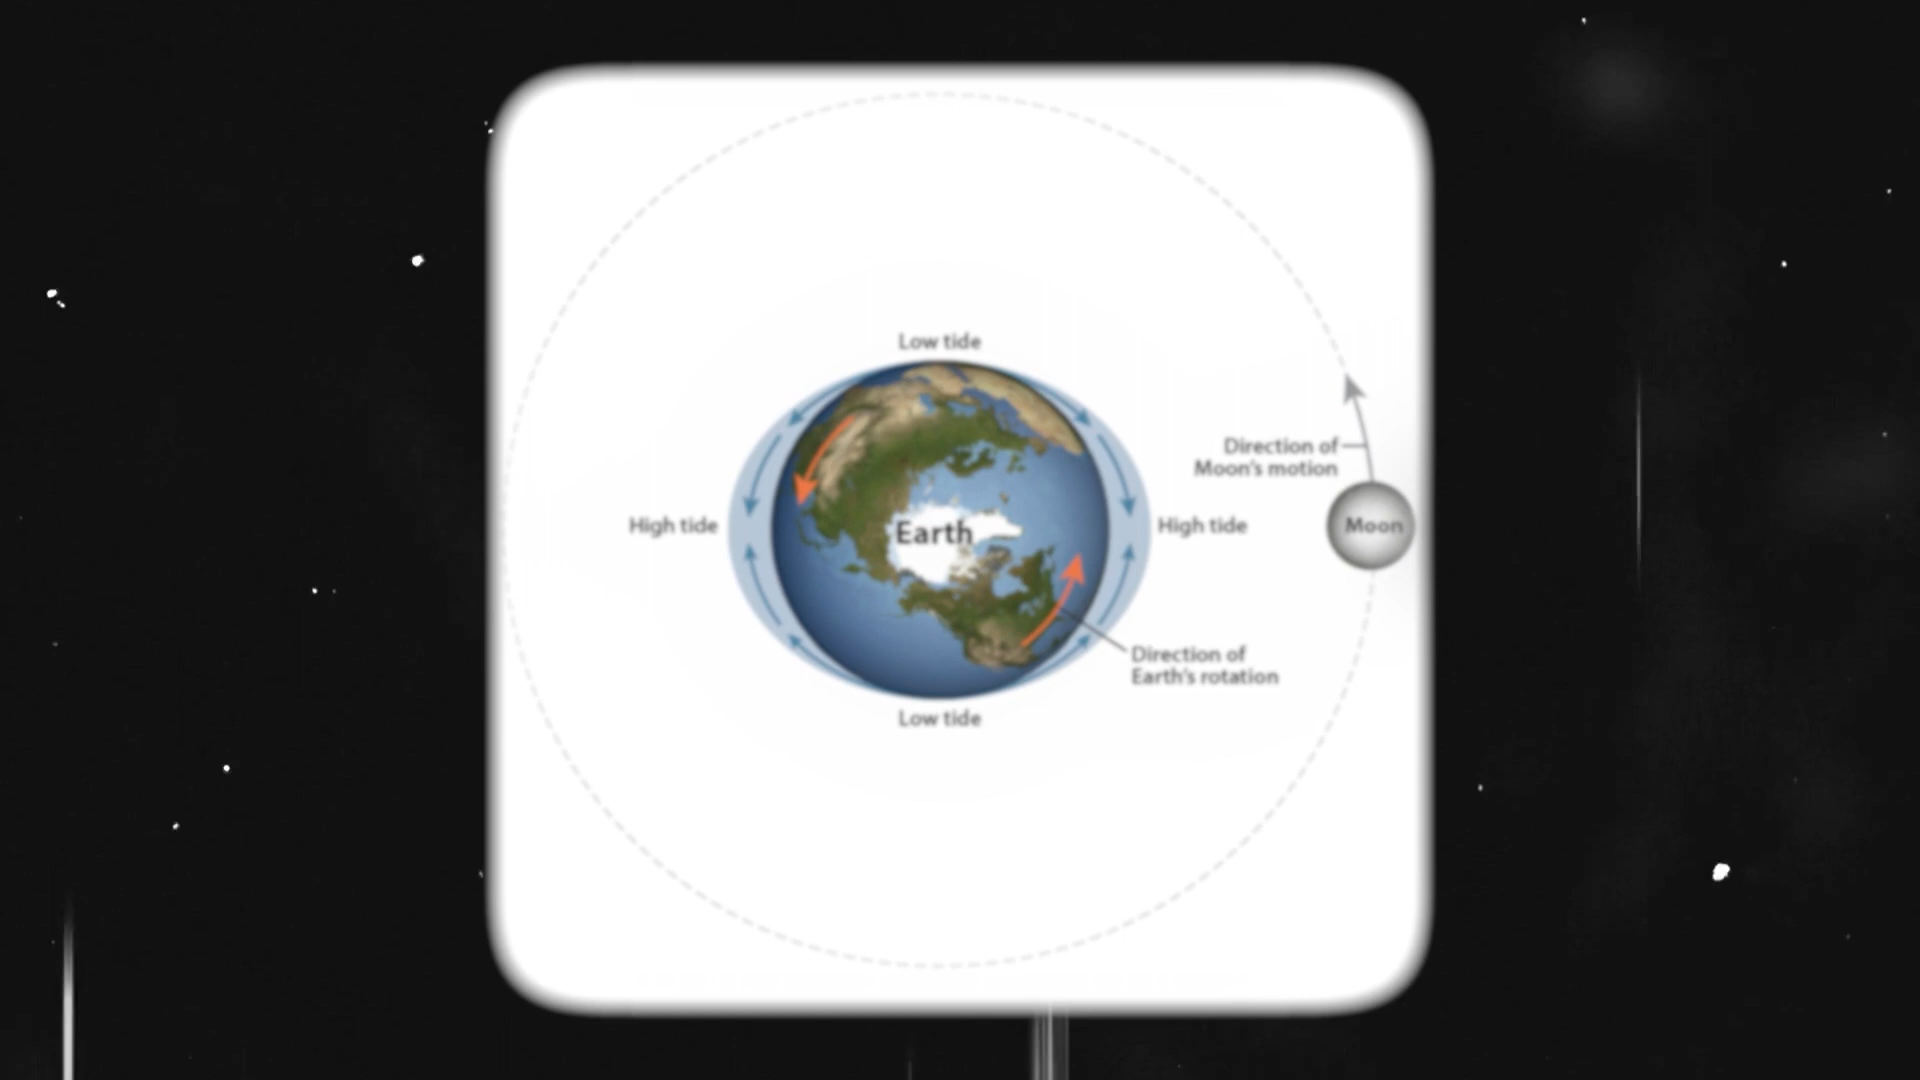 Low tide
Direction of
Moon's motion
High tide
Earth
High tide
Moon
Direction of
Earth's rotation
Low tide